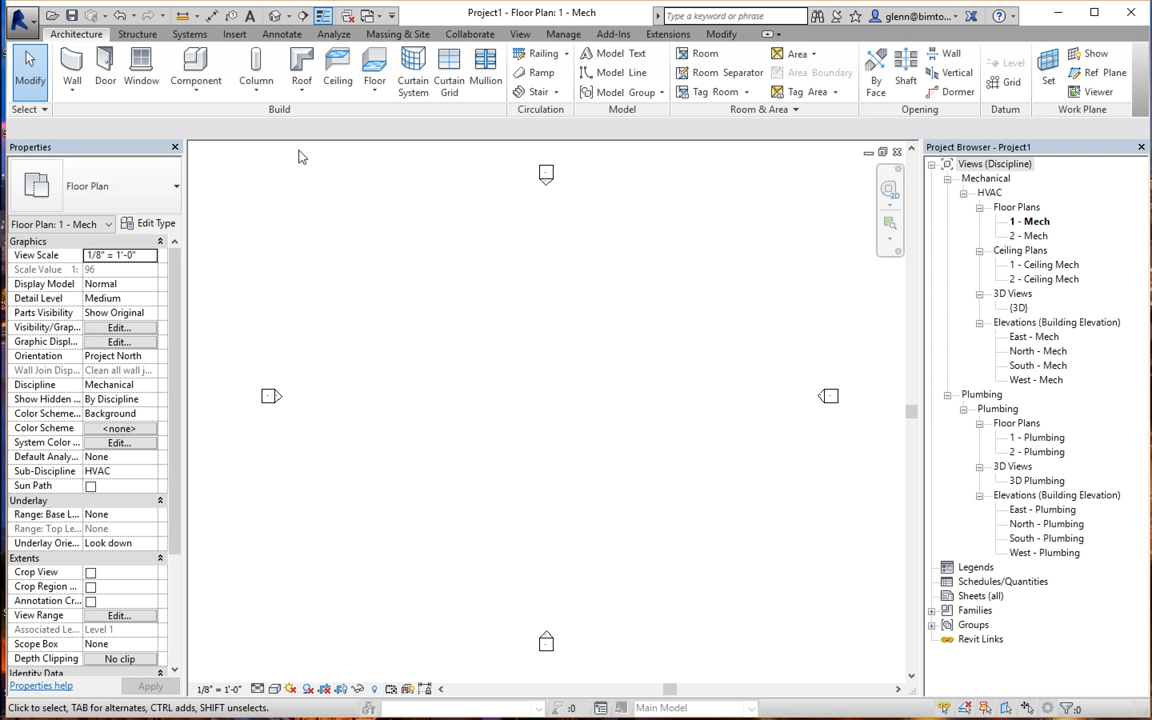 Project1 - Floor Plan: 1 - Mech
Type a keyword or phrase
glenn@bimto...
Architecture Structure Systems Insert Annotate Analyze Massing & Site Collaborate View Manage Add-Ins Extensions Modify
Modify
Wall
Door
Window
Component
Column
Roof
Ceiling
Floor
Curtain System
Curtain Grid
Mullion
Railing
Ramp
Stair
Model Text
Model Line
Model Group
Room
Room Separator
Tag Room
Area
Area Boundary
Tag Area
By Face
Shaft
Wall
Vertical
Dormer
Level
Grid
Set
Show
Ref Plane
Viewer
Select
Build
Circulation
Model
Room & Area
Opening
Datum
Work Plane
Properties
Floor Plan
Floor Plan: 1 - Mech Edit Type
Graphics
View Scale 1/8" = 1'-0"
Scale Value 1: 96
Display Model Normal
Detail Level Medium
Parts Visibility Show Original
Visibility/Grap... Edit...
Graphic Displ... Edit...
Orientation Project North
Wall Join Disp... Clean all wall j...
Discipline Mechanical
Show Hidden ... By Discipline
Color Scheme... Background
Color Scheme <none>
System Color ... Edit...
Default Analy... None
Sub-Discipline HVAC
Sun Path
Underlay
Range: Base L... None
Range: Top Le... None
Underlay Orie... Look down
Extents
Crop View
Crop Region ...
Annotation Cr...
View Range Edit...
Associated Le... Level 1
Scope Box None
Depth Clipping No clip
Identity Data
Properties help Apply
2D
1/8" = 1'-0"
Project Browser - Project1
Views (Discipline)
Mechanical
HVAC
Floor Plans
1 - Mech
2 - Mech
Ceiling Plans
1 - Ceiling Mech
2 - Ceiling Mech
3D Views
{3D}
Elevations (Building Elevation)
East - Mech
North - Mech
South - Mech
West - Mech
Plumbing
Plumbing
Floor Plans
1 - Plumbing
2 - Plumbing
3D Views
3D Plumbing
Elevations (Building Elevation)
East - Plumbing
North - Plumbing
South - Plumbing
West - Plumbing
Legends
Schedules/Quantities
Sheets (all)
Families
Groups
Revit Links
Click to select, TAB for alternates, CTRL adds, SHIFT unselects.
:0
Main Model
:0